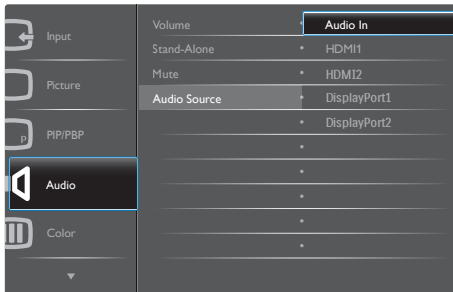 Input
Picture
P
PIP/PBP
Audio
Color
Volume
Stand-Alone
Mute
Audio Source
Audio In
HDMI1
HDMI2
DisplayPort1
DisplayPort2